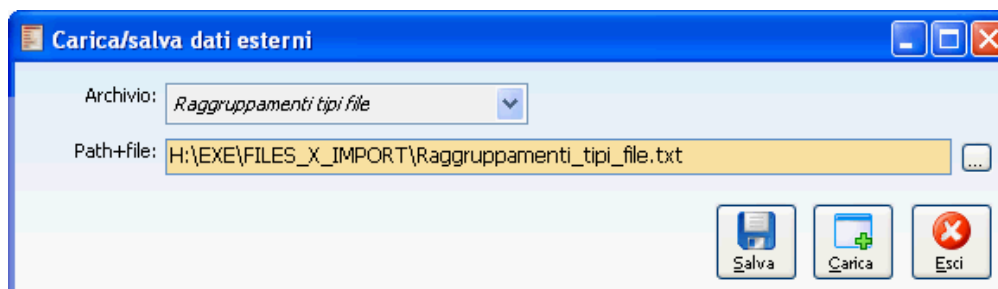 Carica/salva dati esterni
Archivio: Raggruppamenti tipi file
Path+file: H:\EXE\FILES_X_IMPORT\Raggruppamenti_tipi_file.txt ...
Salva Carica Esci